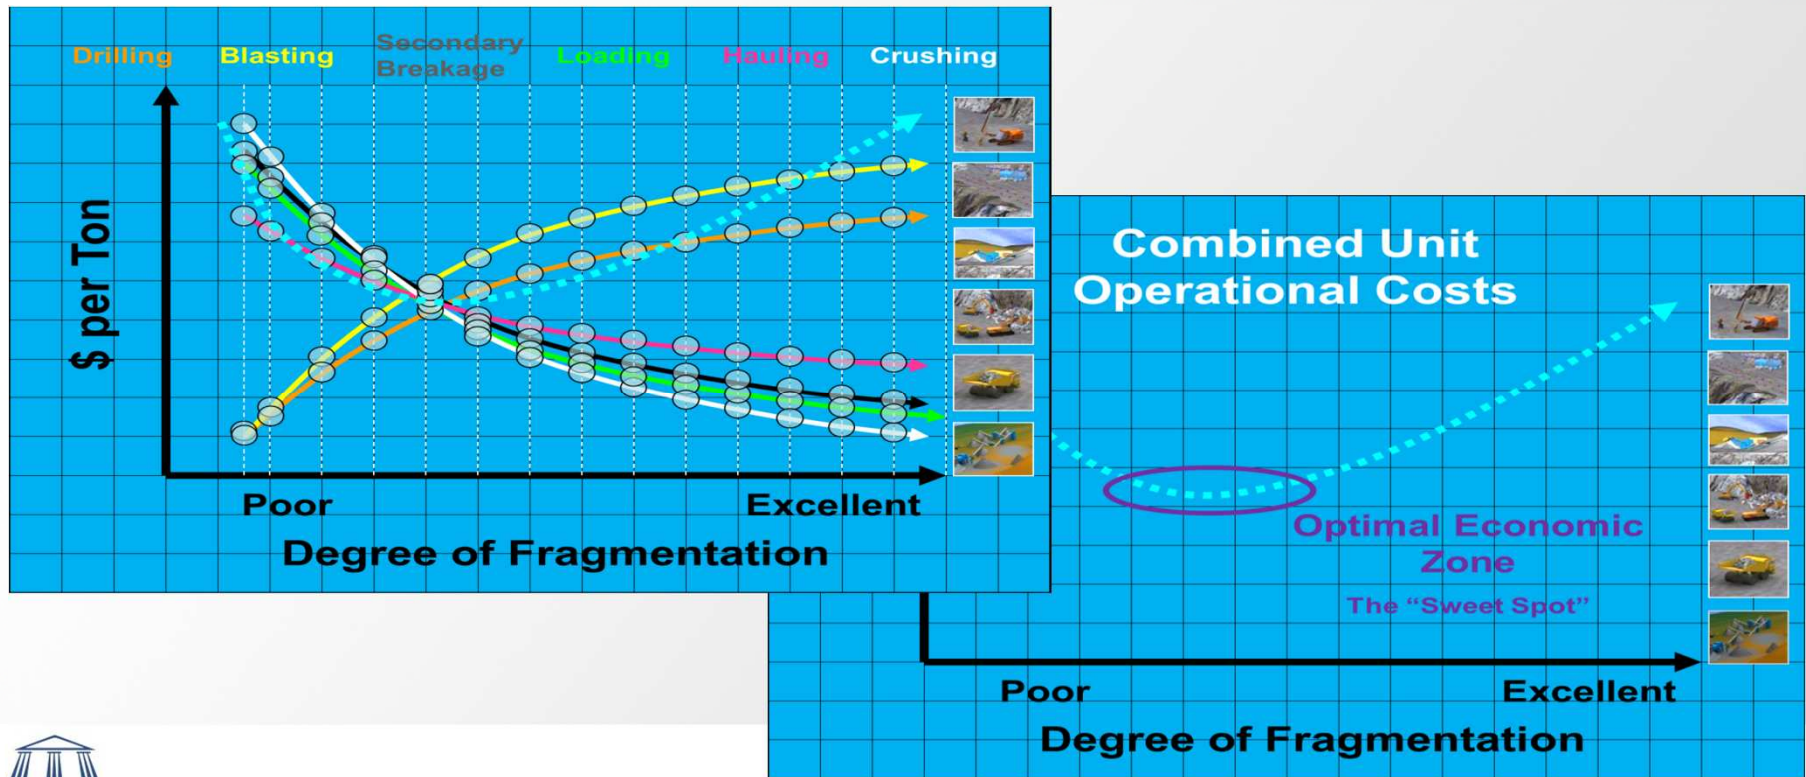 Drilling
Blasting
Secondary
Breakage
Loading
Hauling
Crushing
$ per Ton
Poor
Excellent
Degree of Fragmentation
Combined Unit
Operational Costs
Optimal Economic
Zone
The “Sweet Spot”
Poor
Excellent
Degree of Fragmentation